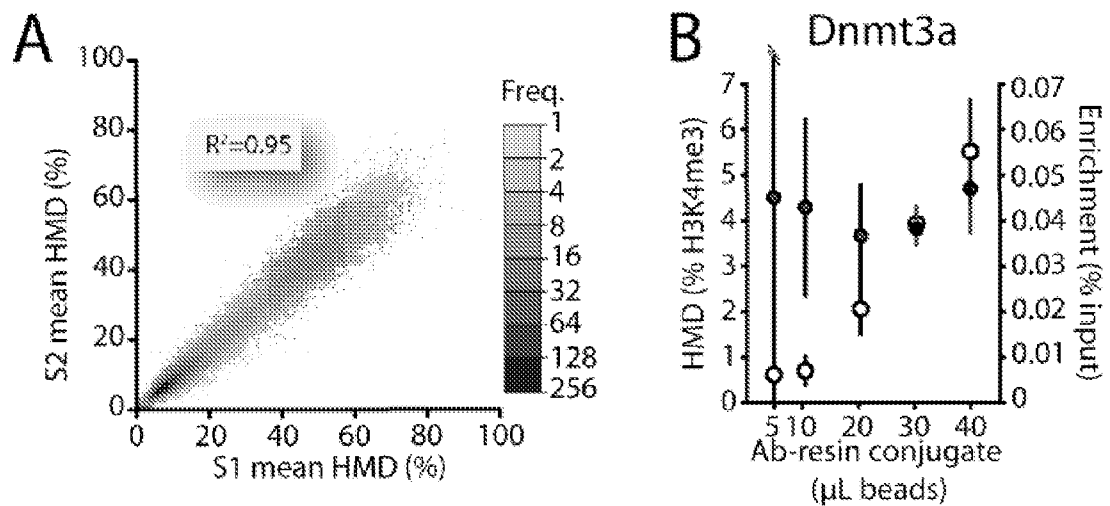 A
100
80
60
40
20
0
S2 mean HMD (%)
R²=0.95
0 20 40 60 80 100
S1 mean HMD (%)
Freq.
1
2
4
8
16
32
64
128
256
B
Dnmt3a
7
6
5
4
3
2
1
0
HMD (% H3K4me3)
0.07
0.06
0.05
0.04
0.03
0.02
0.01
0
Enrichment (% input)
5 10 20 30 40
Ab-resin conjugate
(µL beads)